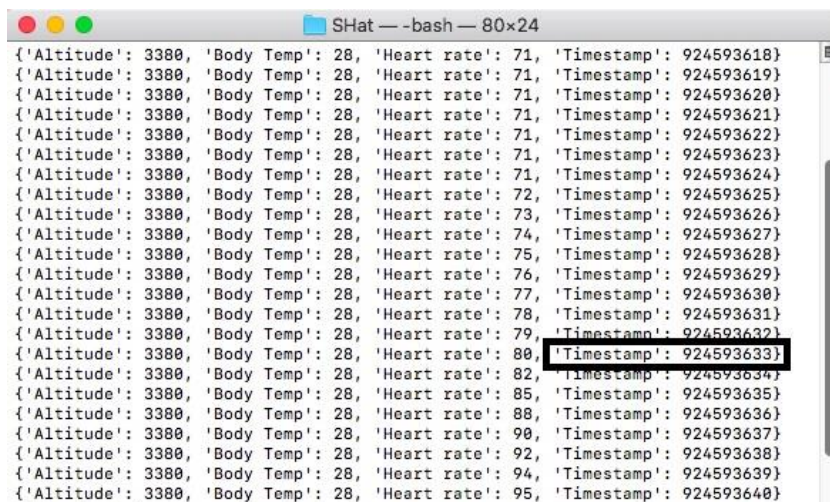 SHat — -bash — 80×24
{'Altitude': 3380, 'Body Temp': 28, 'Heart rate': 71, 'Timestamp': 924593618}
{'Altitude': 3380, 'Body Temp': 28, 'Heart rate': 71, 'Timestamp': 924593619}
{'Altitude': 3380, 'Body Temp': 28, 'Heart rate': 71, 'Timestamp': 924593620}
{'Altitude': 3380, 'Body Temp': 28, 'Heart rate': 71, 'Timestamp': 924593621}
{'Altitude': 3380, 'Body Temp': 28, 'Heart rate': 71, 'Timestamp': 924593622}
{'Altitude': 3380, 'Body Temp': 28, 'Heart rate': 71, 'Timestamp': 924593623}
{'Altitude': 3380, 'Body Temp': 28, 'Heart rate': 71, 'Timestamp': 924593624}
{'Altitude': 3380, 'Body Temp': 28, 'Heart rate': 72, 'Timestamp': 924593625}
{'Altitude': 3380, 'Body Temp': 28, 'Heart rate': 73, 'Timestamp': 924593626}
{'Altitude': 3380, 'Body Temp': 28, 'Heart rate': 74, 'Timestamp': 924593627}
{'Altitude': 3380, 'Body Temp': 28, 'Heart rate': 75, 'Timestamp': 924593628}
{'Altitude': 3380, 'Body Temp': 28, 'Heart rate': 76, 'Timestamp': 924593629}
{'Altitude': 3380, 'Body Temp': 28, 'Heart rate': 77, 'Timestamp': 924593630}
{'Altitude': 3380, 'Body Temp': 28, 'Heart rate': 78, 'Timestamp': 924593631}
{'Altitude': 3380, 'Body Temp': 28, 'Heart rate': 79, 'Timestamp': 924593632}
{'Altitude': 3380, 'Body Temp': 28, 'Heart rate': 80, 'Timestamp': 924593633}
{'Altitude': 3380, 'Body Temp': 28, 'Heart rate': 82, 'Timestamp': 924593634}
{'Altitude': 3380, 'Body Temp': 28, 'Heart rate': 85, 'Timestamp': 924593635}
{'Altitude': 3380, 'Body Temp': 28, 'Heart rate': 88, 'Timestamp': 924593636}
{'Altitude': 3380, 'Body Temp': 28, 'Heart rate': 90, 'Timestamp': 924593637}
{'Altitude': 3380, 'Body Temp': 28, 'Heart rate': 92, 'Timestamp': 924593638}
{'Altitude': 3380, 'Body Temp': 28, 'Heart rate': 94, 'Timestamp': 924593639}
{'Altitude': 3380, 'Body Temp': 28, 'Heart rate': 95, 'Timestamp': 924593640}